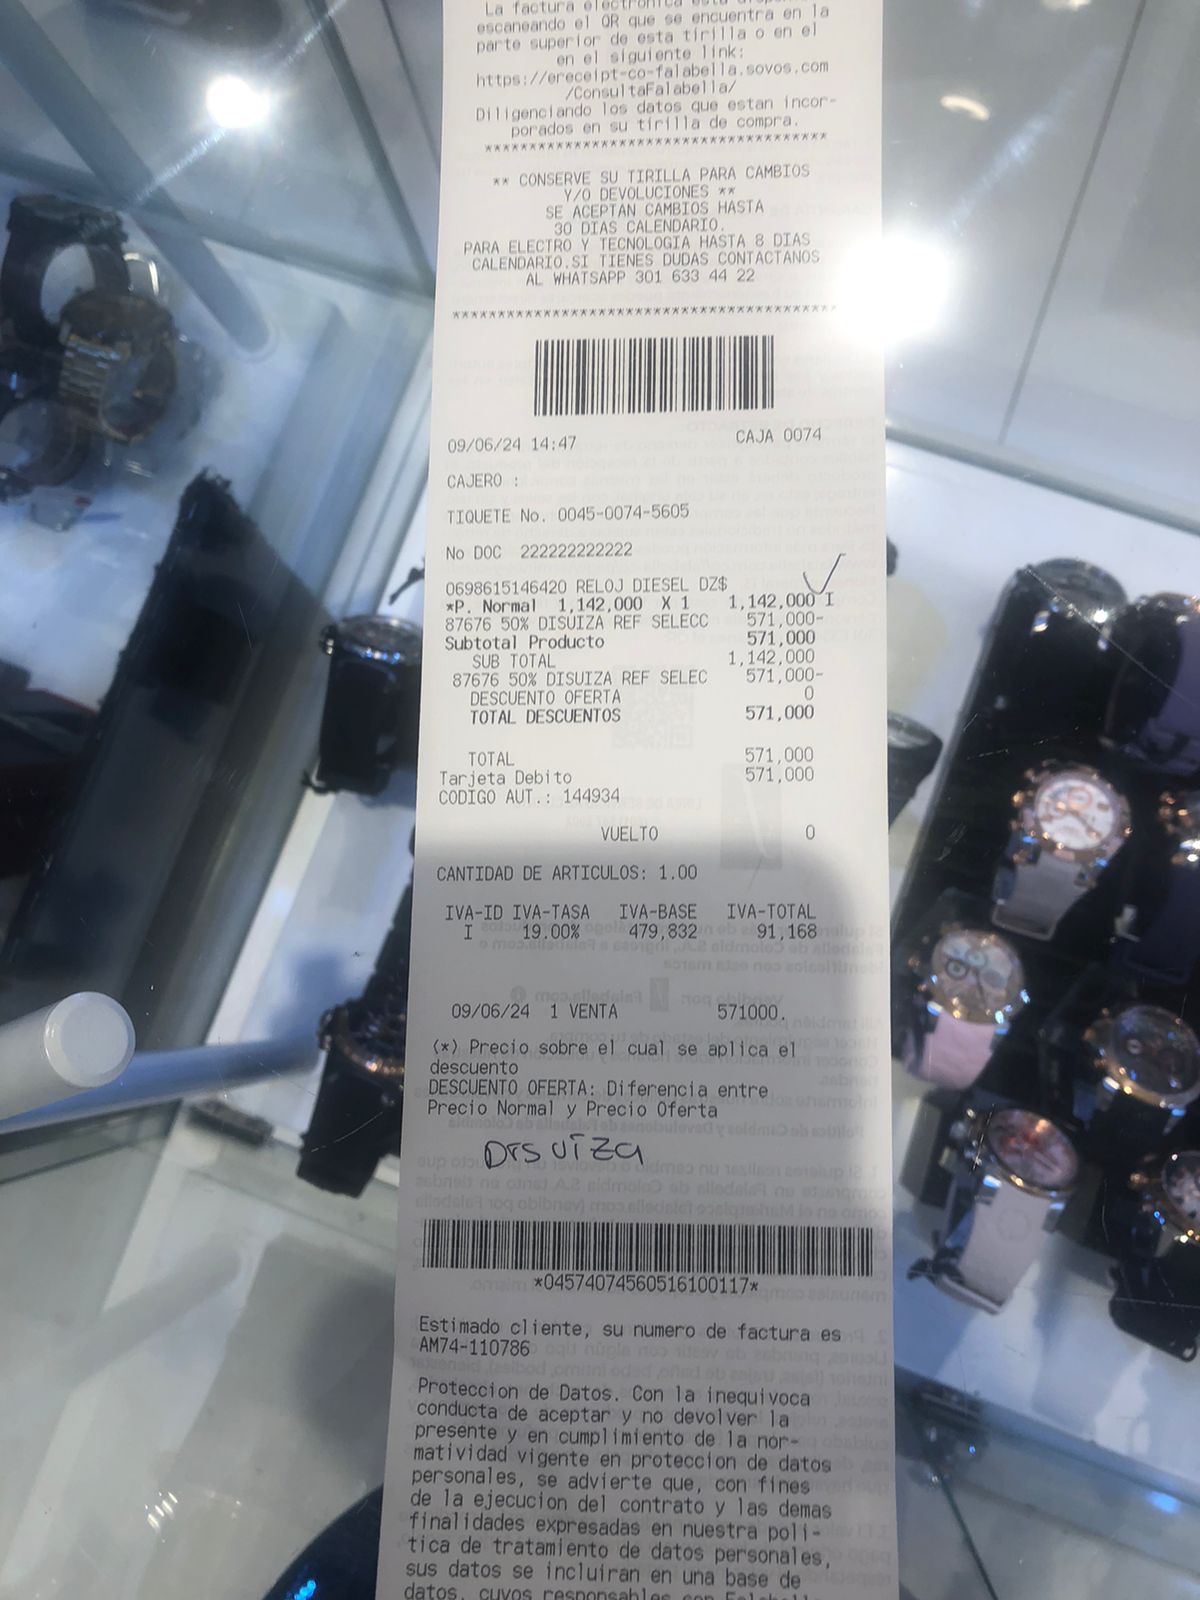 La factura electronica esta
escaneando el QR que se encuentra en la
parte superior de esta tirilla o en el
en el siguiente link:
https://ereceipt-co-falabella.sovos.com
/ConsultaFalabella/
Diligenciando los datos que estan incor-
porados en su tirilla de compra.
****************************************
** CONSERVE SU TIRILLA PARA CAMBIOS
Y/O DEVOLUCIONES **
SE ACEPTAN CAMBIOS HASTA
30 DIAS CALENDARIO.
PARA ELECTRO Y TECNOLOGIA HASTA 8 DIAS
CALENDARIO.SI TIENES DUDAS CONTACTANOS
AL WHATSAPP 301 633 44 22
****************************************
09/06/24 14:47 CAJA 0074
CAJERO :
TIQUETE No. 0045-0074-5605
No DOC 222222222222
0698615146420 RELOJ DIESEL DZ$
*P. Normal 1,142,000 X 1 1,142,000 I
87676 50% DISUIZA REF SELECC 571,000-
Subtotal Producto 571,000
SUB TOTAL 1,142,000
87676 50% DISUIZA REF SELEC 571,000-
DESCUENTO OFERTA 0
TOTAL DESCUENTOS 571,000
TOTAL 571,000
Tarjeta Debito 571,000
CODIGO AUT.: 144934
VUELTO 0
CANTIDAD DE ARTICULOS: 1.00
IVA-ID IVA-TASA IVA-BASE IVA-TOTAL
I 19.00% 479,832 91,168
09/06/24 1 VENTA 571000.
(*) Precio sobre el cual se aplica el
descuento
DESCUENTO OFERTA: Diferencia entre
Precio Normal y Precio Oferta
Disuiza
*04574074560516100117*
Estimado cliente, su numero de factura es
AM74-110786
Proteccion de Datos. Con la inequivoca
conducta de aceptar y no devolver la
presente y en cumplimiento de la nor-
matividad vigente en proteccion de datos
personales, se advierte que, con fines
de la ejecucion del contrato y las demas
finalidades expresadas en nuestra poli-
tica de tratamiento de datos personales,
sus datos se incluiran en una base de
datos, cuyos responsables son Falabella